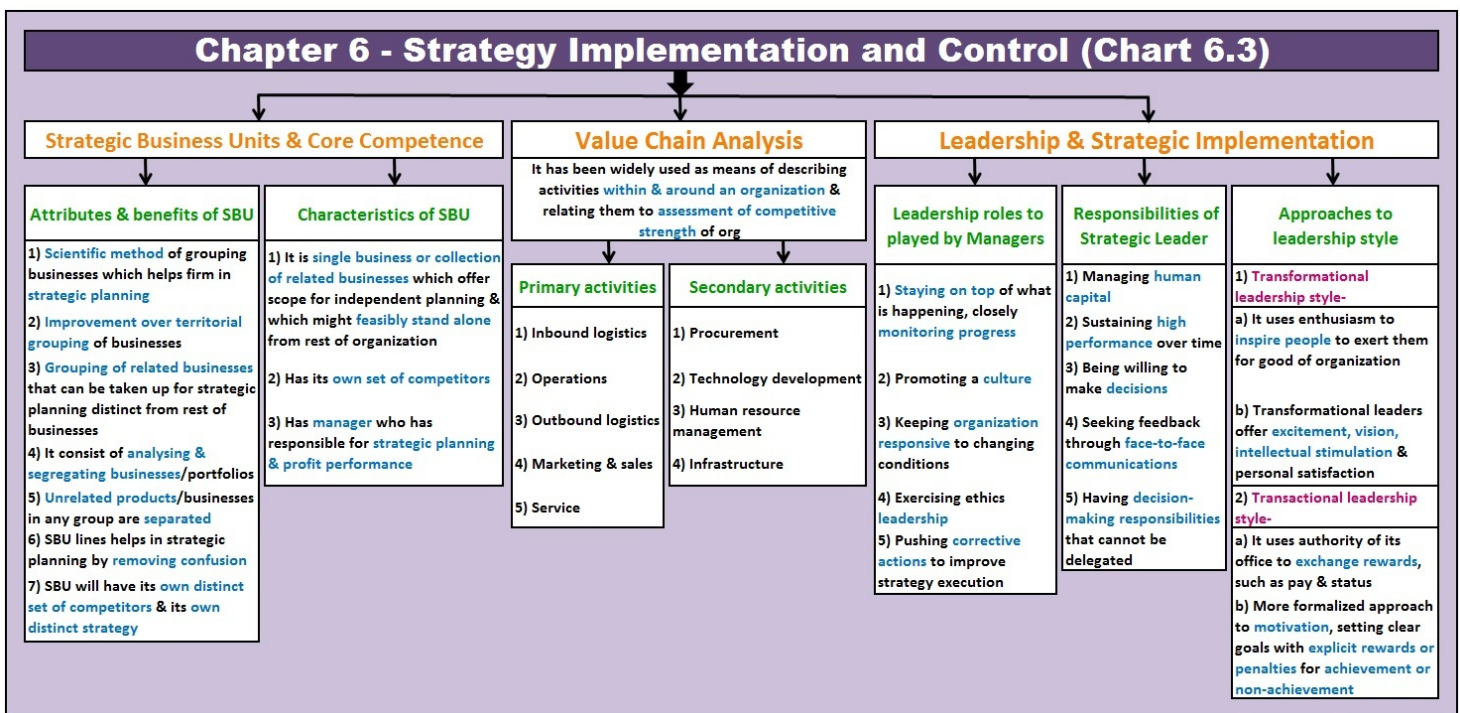 Chapter 6 - Strategy Implementation and Control (Chart 6.3)
Strategic Business Units & Core Competence
Attributes & benefits of SBU
1) Scientific method of grouping
businesses which helps firm in
strategic planning
2) Improvement over territorial
grouping of businesses
3) Grouping of related businesses
that can be taken up for strategic
planning distinct from rest of
businesses
4) It consist of analysing &
segregating businesses/portfolios
5) Unrelated products/businesses
in any group are separated
6) SBU lines helps in strategic
planning by removing confusion
7) SBU will have its own distinct
set of competitors & its own
distinct strategy
Characteristics of SBU
1) It is single business or collection
of related businesses which offer
scope for independent planning &
which might feasibly stand alone
from rest of organization
2) Has its own set of competitors
3) Has manager who has
responsible for strategic planning
& profit performance
Value Chain Analysis
It has been widely used as means of describing
activities within & around an organization &
relating them to assessment of competitive
strength of org
Primary activities
1) Inbound logistics
2) Operations
3) Outbound logistics
4) Marketing & sales
5) Service
Secondary activities
1) Procurement
2) Technology development
3) Human resource
management
4) Infrastructure
Leadership & Strategic Implementation
Leadership roles to
played by Managers
1) Staying on top of what
is happening, closely
monitoring progress
2) Promoting a culture
3) Keeping organization
responsive to changing
conditions
4) Exercising ethics
leadership
5) Pushing corrective
actions to improve
strategy execution
Responsibilities of
Strategic Leader
1) Managing human
capital
2) Sustaining high
performance over time
3) Being willing to
make decisions
4) Seeking feedback
through face-to-face
communications
5) Having decision-
making responsibilities
that cannot be
delegated
Approaches to
leadership style
1) Transformational
leadership style-
a) It uses enthusiasm to
inspire people to exert them
for good of organization
b) Transformational leaders
offer excitement, vision,
intellectual stimulation &
personal satisfaction
2) Transactional leadership
style-
a) It uses authority of its
office to exchange rewards,
such as pay & status
b) More formalized approach
to motivation, setting clear
goals with explicit rewards or
penalties for achievement or
non-achievement